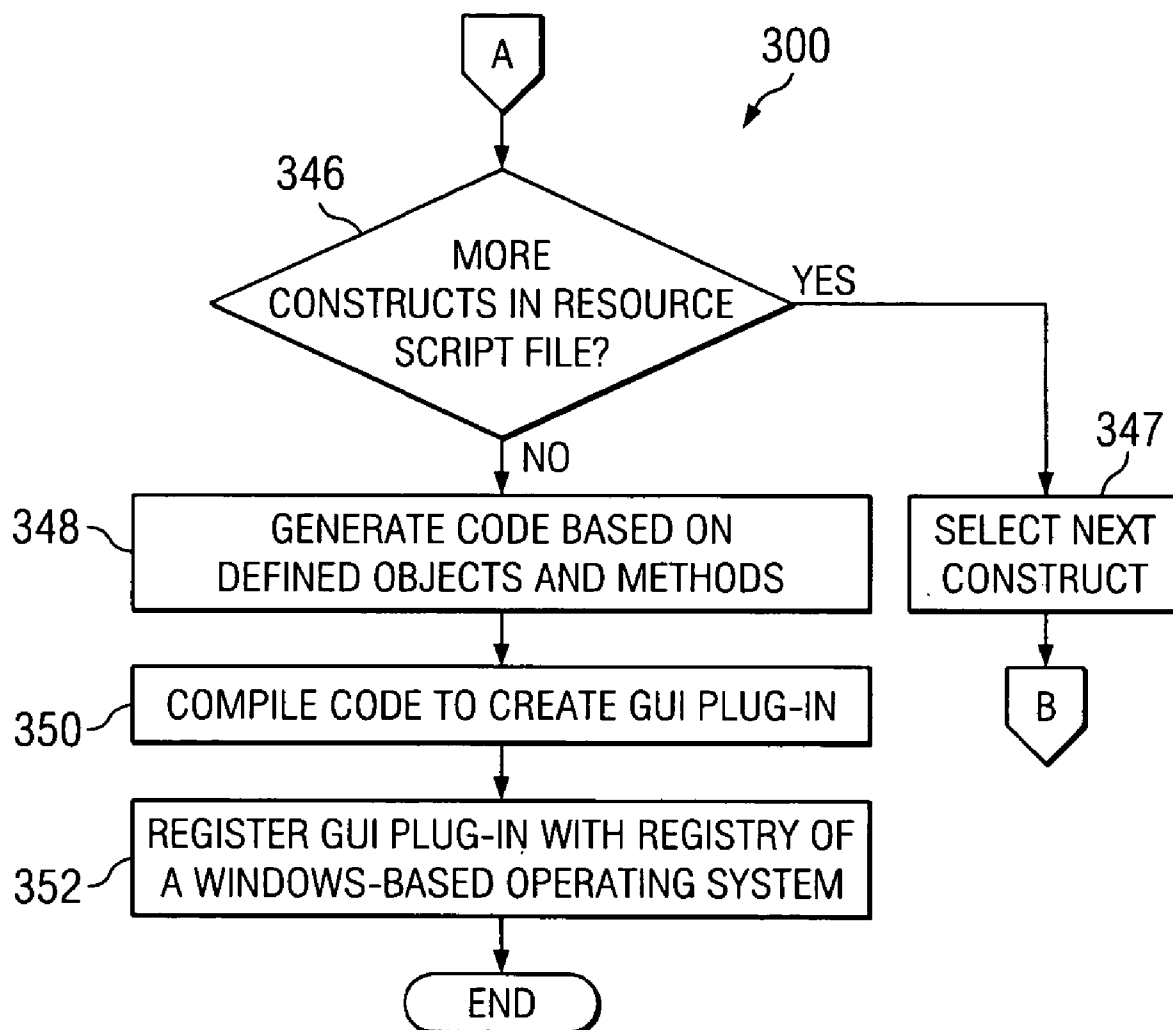 A
300
346
MORE
CONSTRUCTS IN RESOURCE
SCRIPT FILE?
YES
NO
347
348
GENERATE CODE BASED ON
DEFINED OBJECTS AND METHODS
SELECT NEXT
CONSTRUCT
350
COMPILE CODE TO CREATE GUI PLUG-IN
B
352
REGISTER GUI PLUG-IN WITH REGISTRY OF
A WINDOWS-BASED OPERATING SYSTEM
END